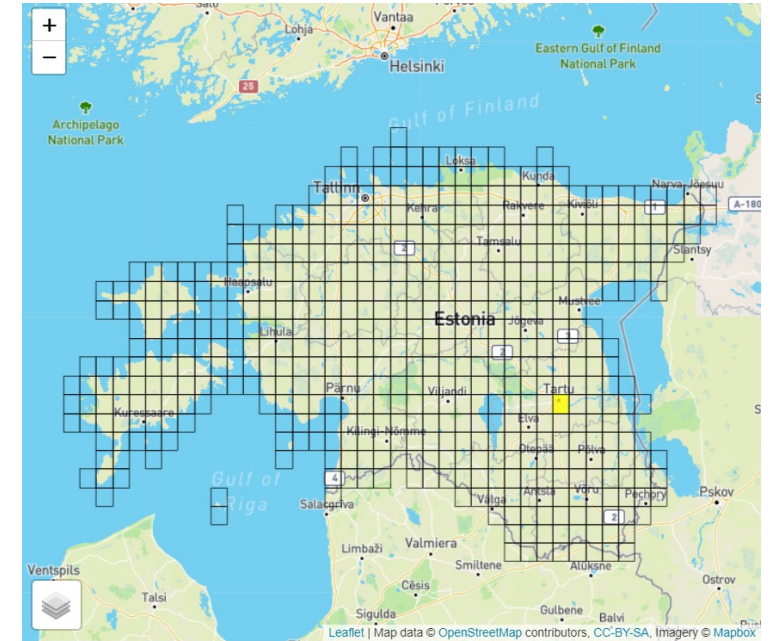 Salo
Lohja
Vantaa
Porvoo
+
−
25
Helsinki
Eastern Gulf of Finland
National Park
Archipelago
National Park
Gulf of Finland
Loksa
Tallinn
Kunda
Narva-Jõesuu
Kehra
Rakvere
Kiviõli
1
A-180
2
Tamsalu
Slantsy
Haapsalu
Mustvee
Estonia
Jõgeva
Lihula
3
2
Pärnu
Viljandi
Tartu
Kuressaare
Elva
Kilingi-Nõmme
Otepää
Põlva
Gulf of
Riga
4
Salacgrīva
Valga
Antsla
Võru
Pechory
Pskov
2
Limbaži
Valmiera
Ventspils
Smiltene
Alūksne
Cēsis
Ostrov
Talsi
Sigulda
Gulbene
Balvi
Leaflet | Map data © OpenStreetMap contributors, CC-BY-SA, Imagery © Mapbox